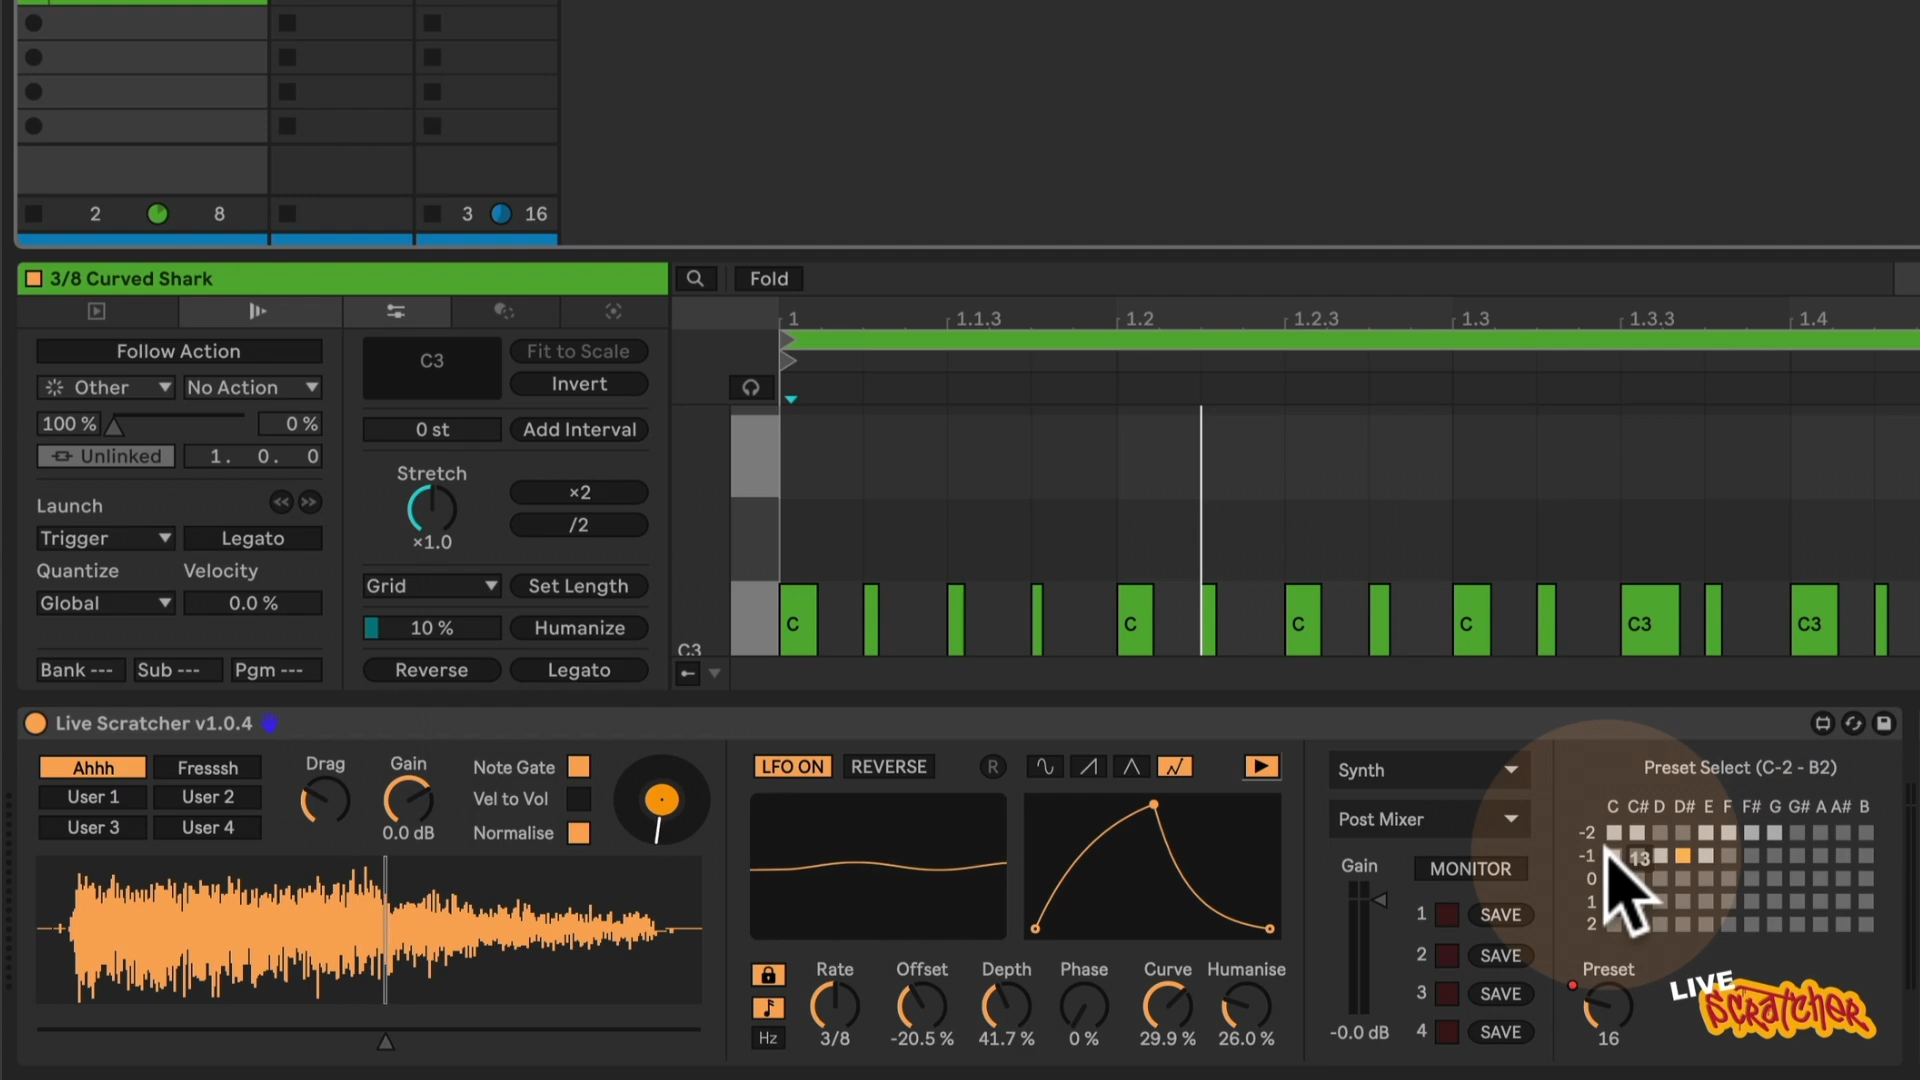 2 8 3 16
3/8 Curved Shark
Fold
1 1.1.3 1.2 1.2.3 1.3 1.3.3 1.4
Follow Action
Other No Action
100 % 0 %
Unlinked 1. 0. 0
Launch
Trigger Legato
Quantize Velocity
Global 0.0 %
Bank --- Sub --- Pgm ---
C3 Fit to Scale
Invert
0 st Add Interval
Stretch
×2
/2
×1.0
Grid Set Length
10 % Humanize
Reverse Legato
C C C C C3 C3
C3
Live Scratcher v1.0.4
Ahhh Fresssh
User 1 User 2
User 3 User 4
Drag Gain
0.0 dB
Note Gate
Vel to Vol
Normalise
LFO ON REVERSE R
Rate Offset Depth Phase Curve Humanise
Hz 3/8 -20.5 % 41.7 % 0 % 29.9 % 26.0 %
Synth
Post Mixer
Gain MONITOR
1 SAVE
2 SAVE
3 SAVE
4 SAVE
-0.0 dB
Preset Select (C-2 - B2)
C C# D D# E F F# G G# A A# B
-2
-1 13
0
1
2
Preset
16
LIVE
SCRATCHER